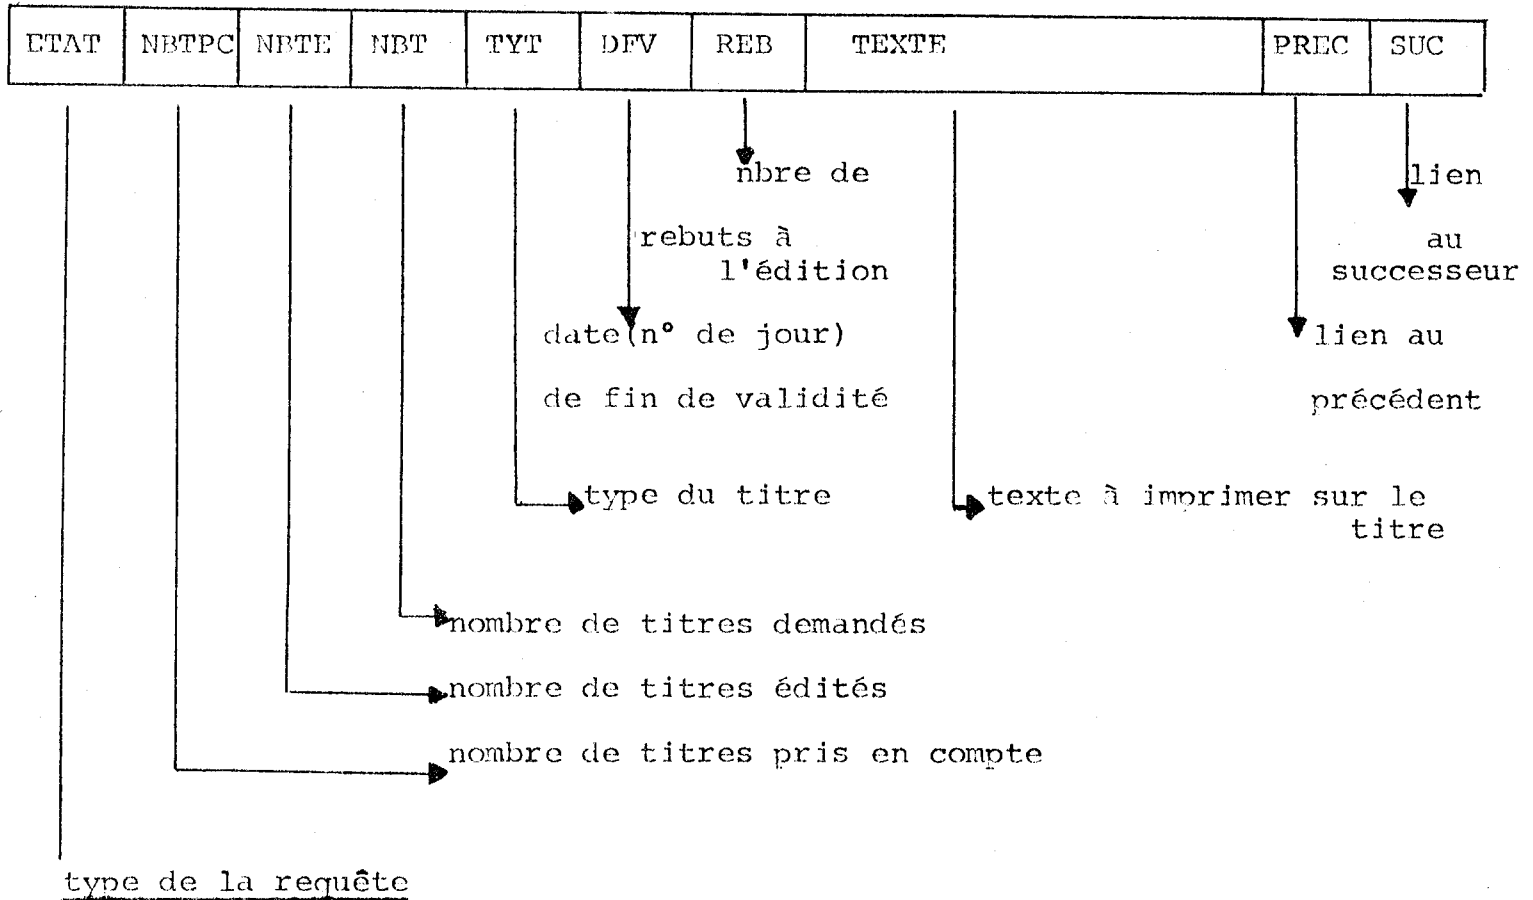 ETAT NBTPC NBTE NBT TYT DFV REB TEXTE PREC SUC
nbre de
lien
rebuts à
au
l'édition
successeur
date(n° de jour)
lien au
de fin de validité
précédent
type du titre
texte à imprimer sur le
titre
nombre de titres demandés
nombre de titres édités
nombre de titres pris en compte
type de la requête